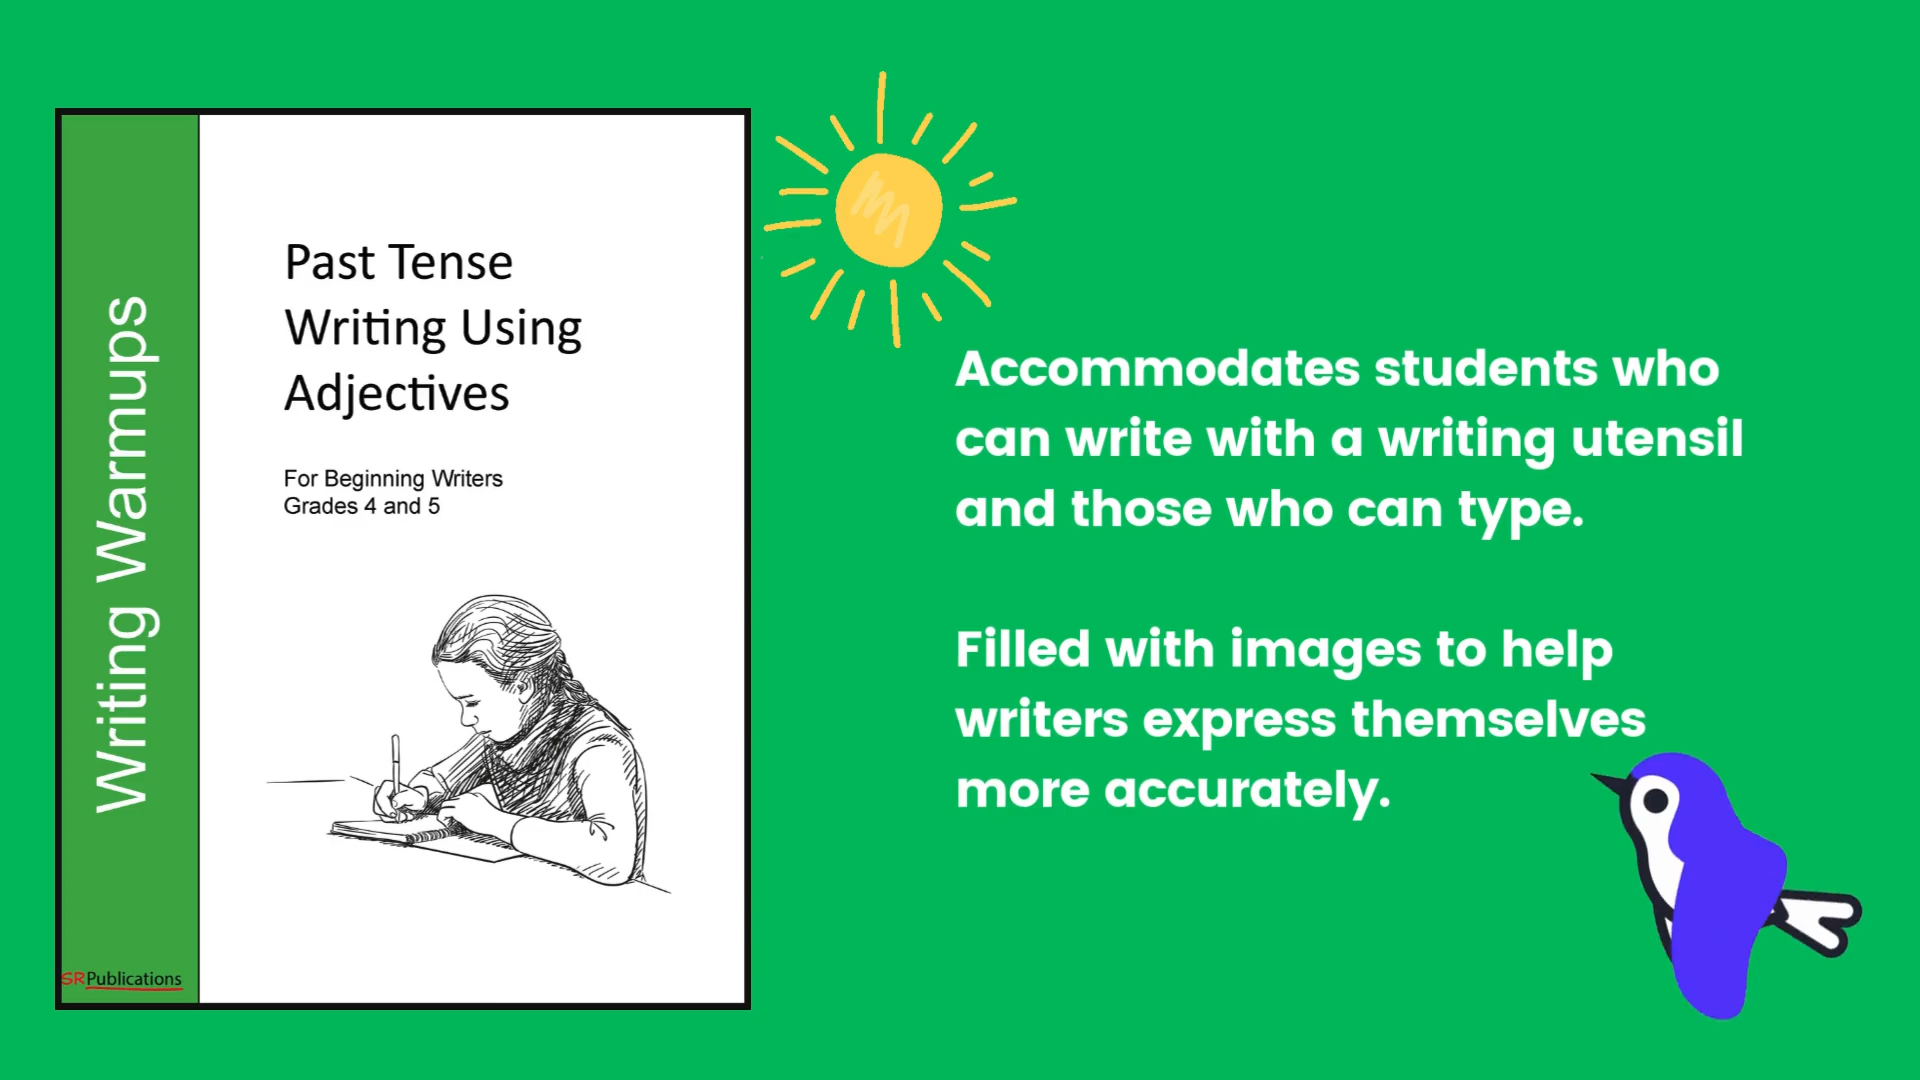 Writing Warmups
Past Tense
Writing Using
Adjectives
For Beginning Writers
Grades 4 and 5
SRPublications
Accommodates students who
can write with a writing utensil
and those who can type.
Filled with images to help
writers express themselves
more accurately.